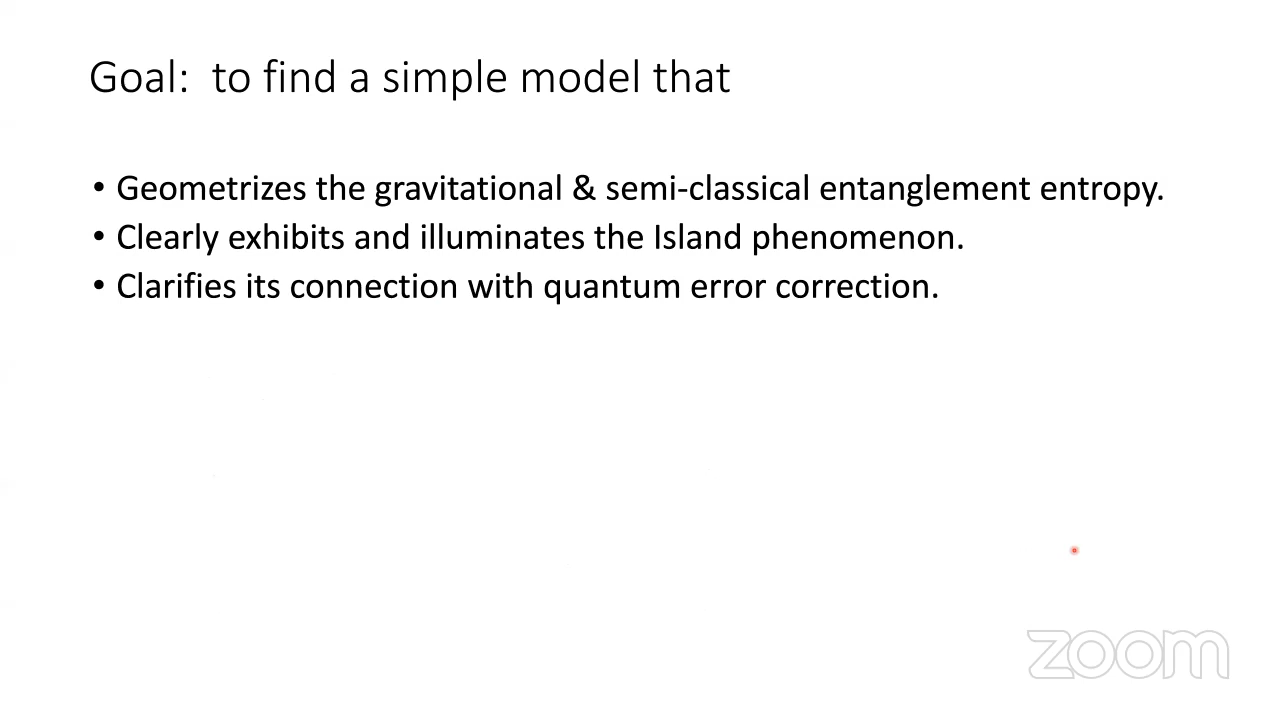 Goal: to find a simple model that
• Geometrizes the gravitational & semi-classical entanglement entropy.
• Clearly exhibits and illuminates the Island phenomenon.
• Clarifies its connection with quantum error correction.
zoom